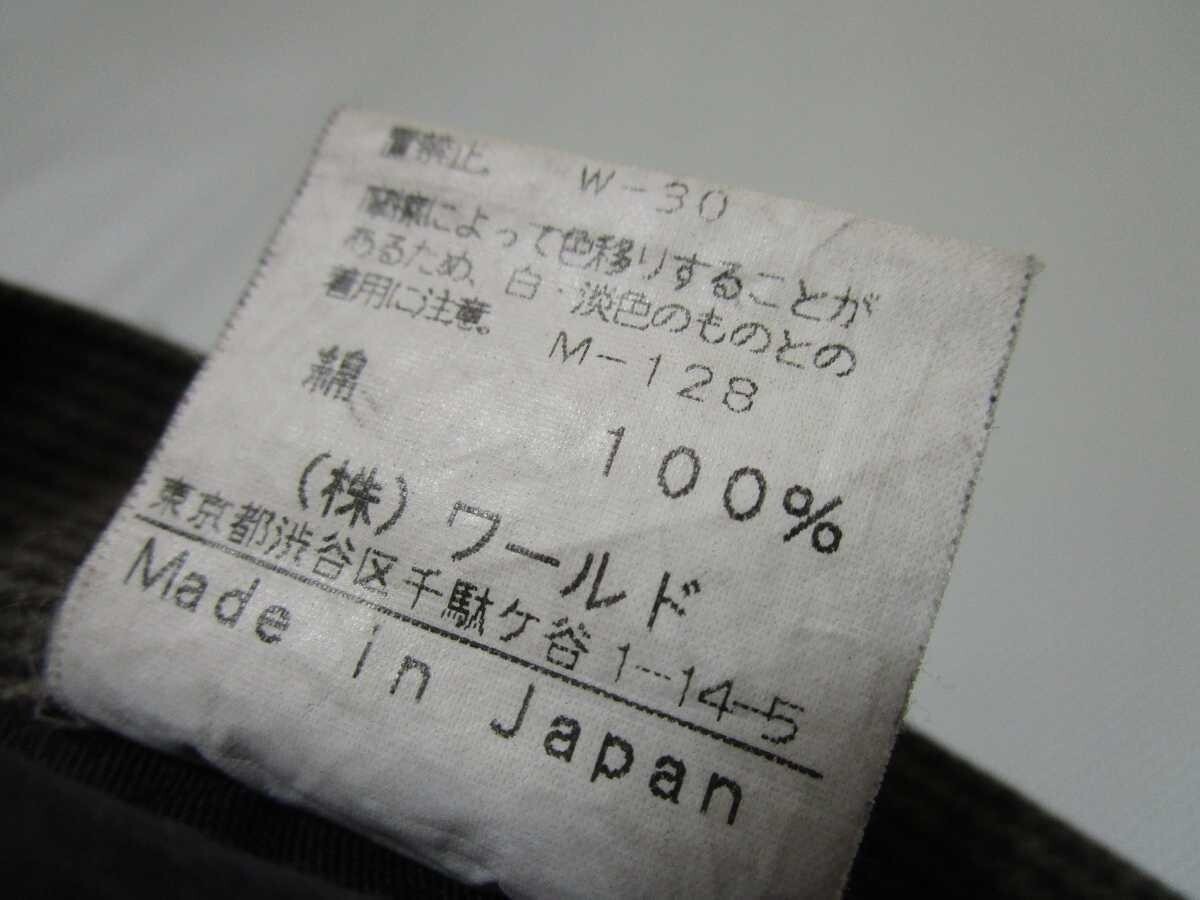 禁止。 W-30
摩擦によって色移りすることが
あるため、白・淡色のものとの
着用に注意。 M-128
綿 100%
(株)ワールド
東京都渋谷区千駄ケ谷1-14-5
Made in Japan